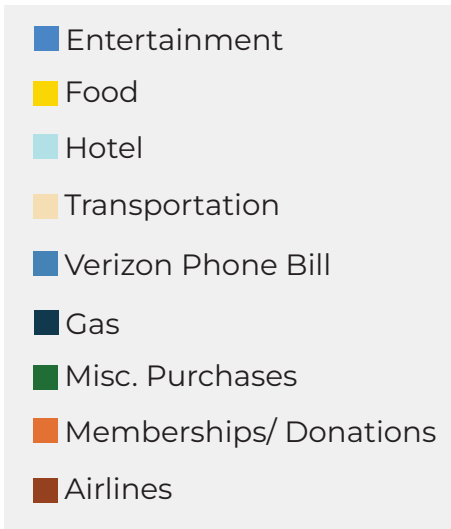 Entertainment
Food
Hotel
Transportation
Verizon Phone Bill
Gas
Misc. Purchases
Memberships/ Donations
Airlines